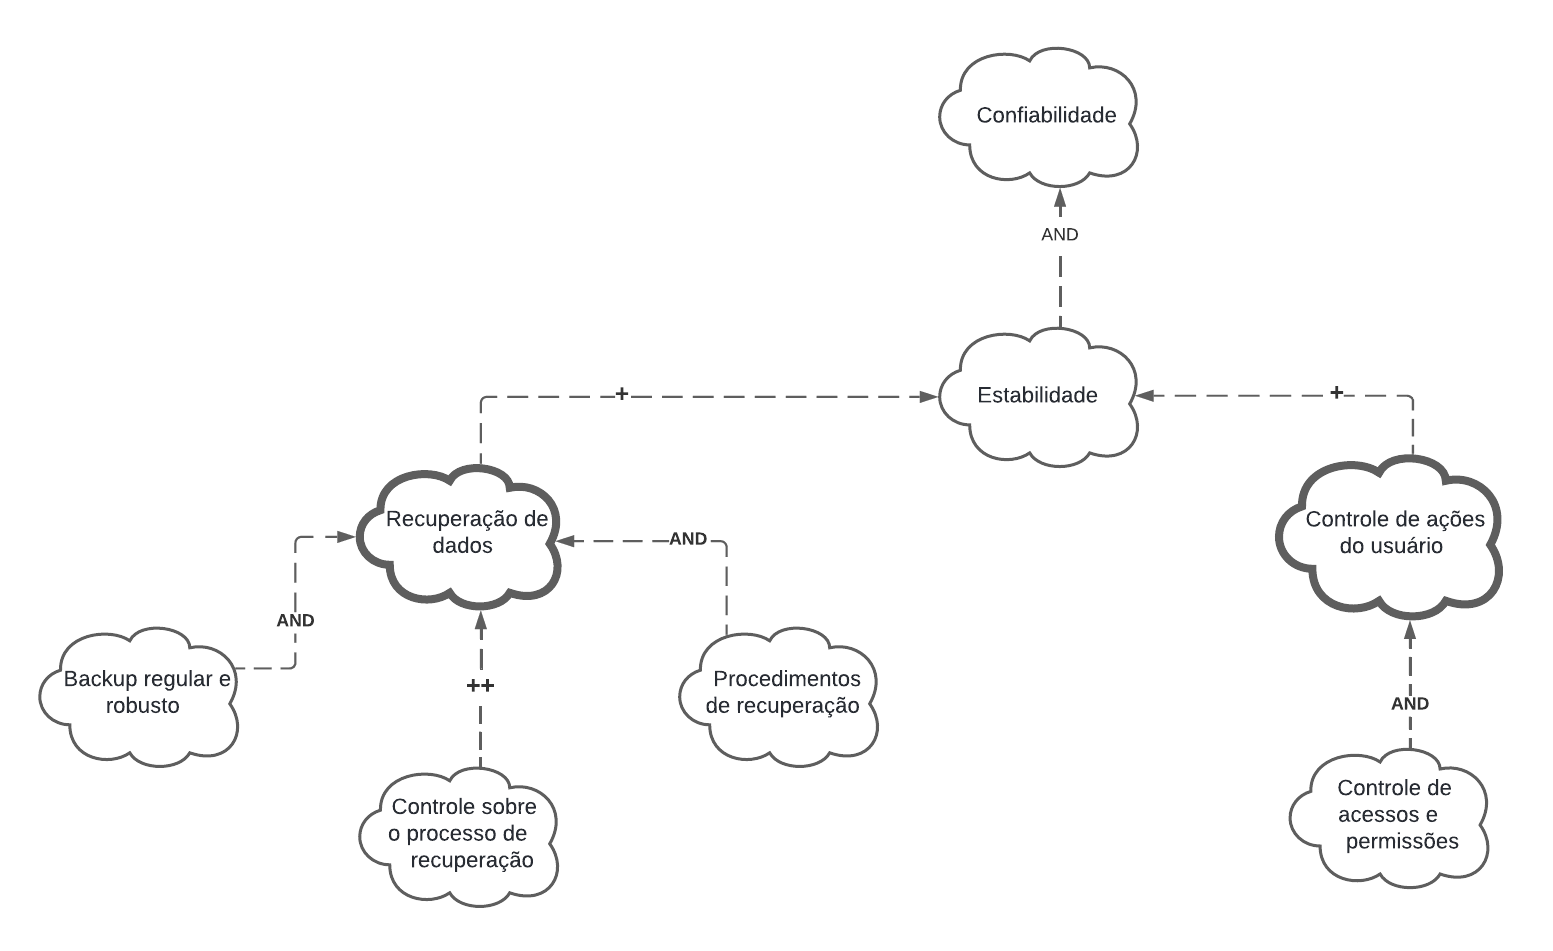 Confiabilidade
AND
Estabilidade
+
+
Recuperação de
dados
Controle de ações
do usuário
AND
AND
Backup regular e
robusto
++
Procedimentos
de recuperação
AND
Controle sobre
o processo de
recuperação
Controle de
acessos e
permissões